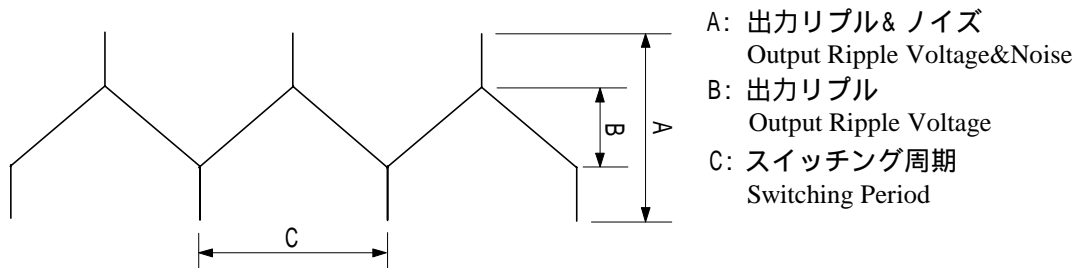 A: 出力リプル& ノイズ
Output Ripple Voltage&Noise
B: 出力リプル
Output Ripple Voltage
C: スイッチング周期
Switching Period
B
A
C